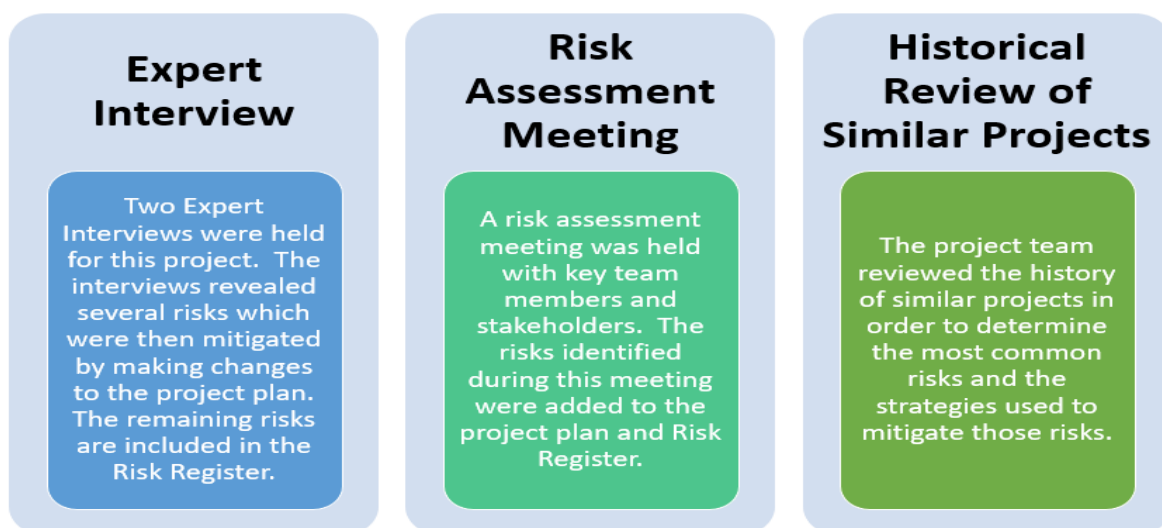 Expert
Interview
Two Expert
Interviews were held
for this project.  The
interviews revealed
several risks which
were then mitigated
by making changes
to the project plan.
The remaining risks
are included in the
Risk Register.
Risk
Assessment
Meeting
A risk assessment
meeting was held
with key team
members and
stakeholders.  The
risks identified
during this meeting
were added to the
project plan and Risk
Register.
Historical
Review of
Similar Projects
The project team
reviewed the history
of similar projects in
order to determine
the most common
risks and the
strategies used to
mitigate those risks.